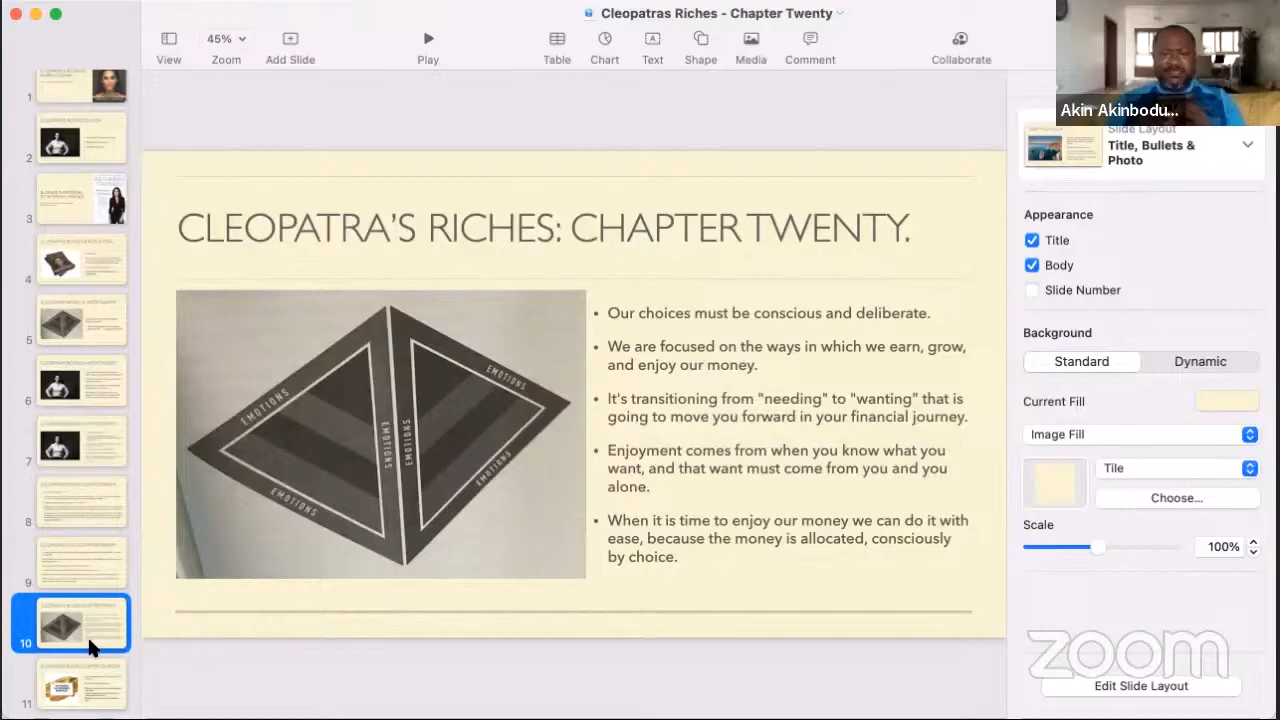 Cleopatras Riches - Chapter Twenty
View
45%
Zoom
Add Slide
Play
Table
Chart
Text
Shape
Media
Comment
Collaborate
Akin Akinbodu...
1
2
3
4
5
6
7
8
9
10
11
CLEOPATRA'S RICHES: CHAPTER TWENTY.
EMOTIONS
EMOTIONS
EMOTIONS
EMOTIONS
EMOTIONS
EMOTIONS
• Our choices must be conscious and deliberate.
• We are focused on the ways in which we earn, grow,
and enjoy our money.
• It's transitioning from "needing" to "wanting" that is
going to move you forward in your financial journey.
• Enjoyment comes from when you know what you
want, and that want must come from you and you
alone.
• When it is time to enjoy our money we can do it with
ease, because the money is allocated, consciously
by choice.
Slide Layout
Title, Bullets &
Photo
Appearance
Title
Body
Slide Number
Background
Standard
Dynamic
Current Fill
Image Fill
Tile
Choose...
Scale
100%
zoom
Edit Slide Layout